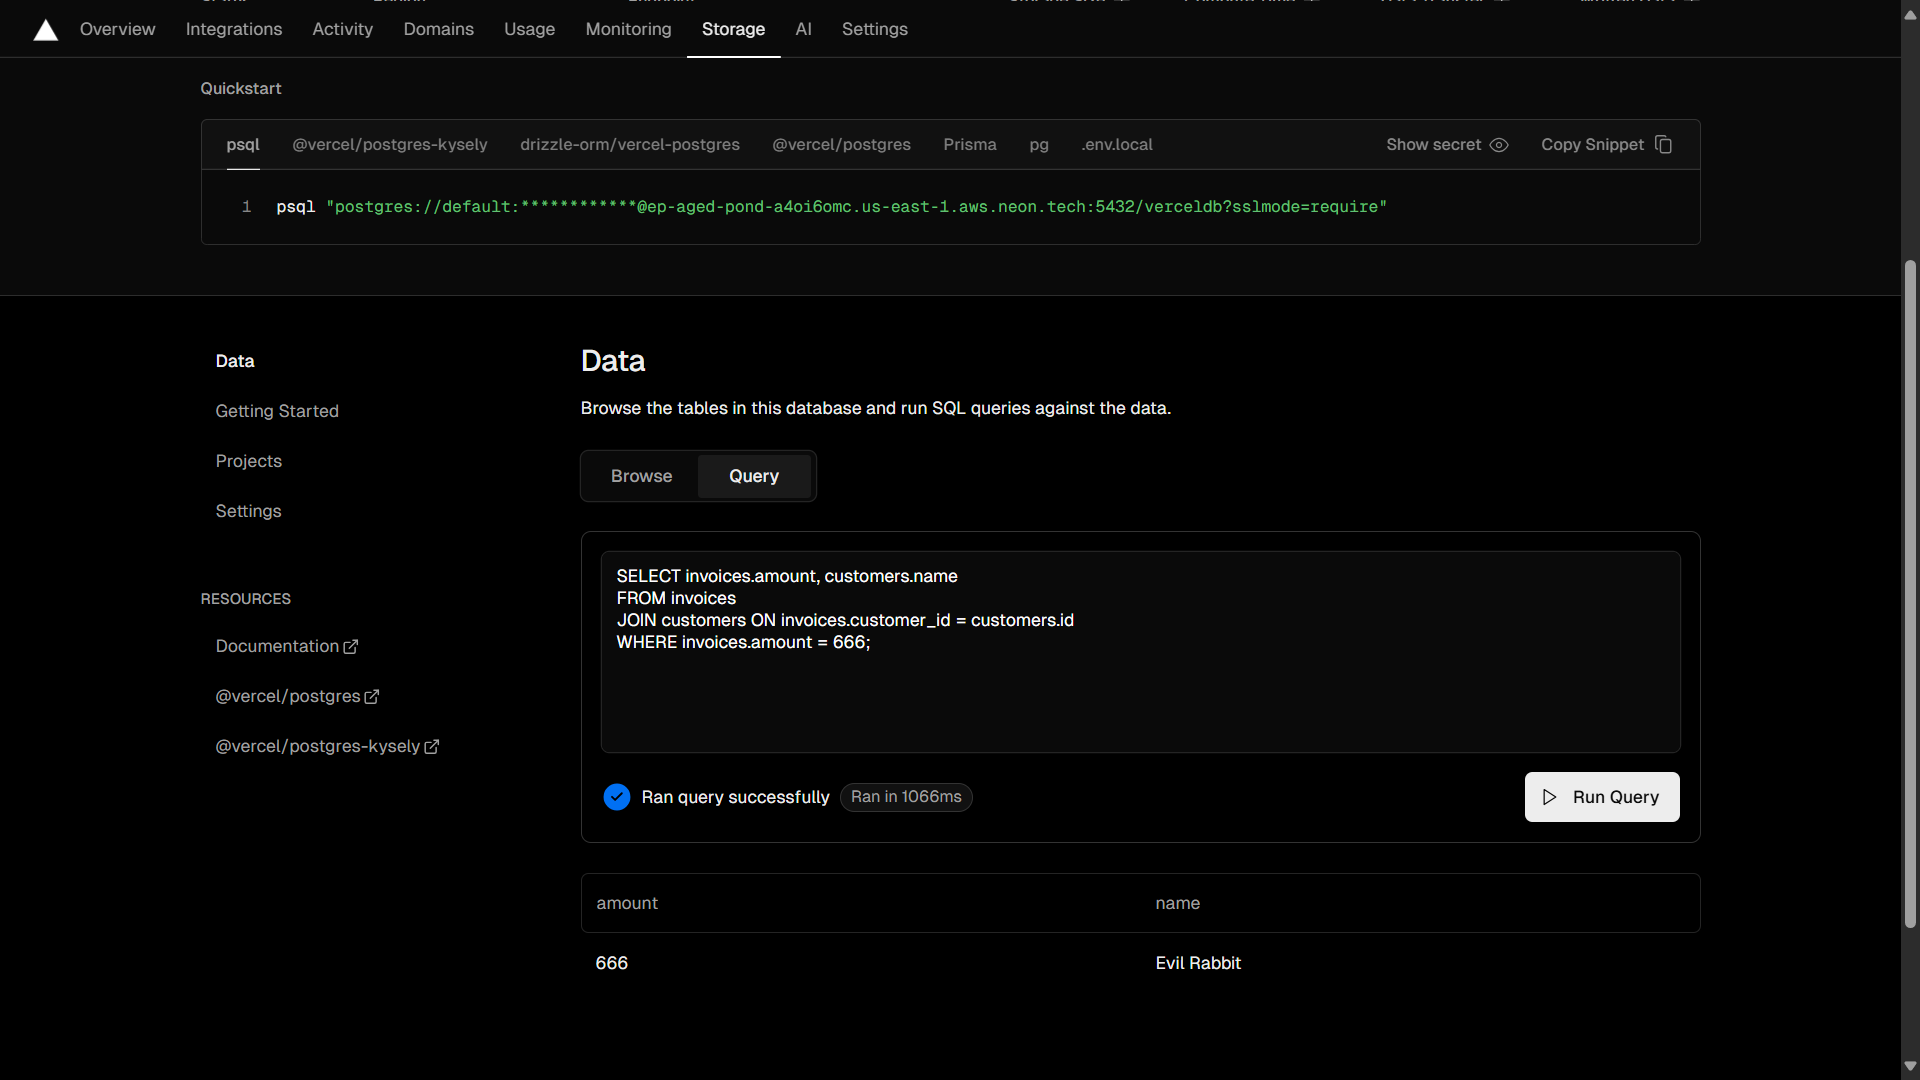 Overview Integrations Activity Domains Usage Monitoring Storage AI Settings
Quickstart
psql @vercel/postgres-kysely drizzle-orm/vercel-postgres @vercel/postgres Prisma pg .env.local Show secret Copy Snippet
1 psql "postgres://default:************@ep-aged-pond-a4oi6omc.us-east-1.aws.neon.tech:5432/verceldb?sslmode=require"
Data
Getting Started
Projects
Settings
RESOURCES
Documentation
@vercel/postgres
@vercel/postgres-kysely
Data
Browse the tables in this database and run SQL queries against the data.
Browse Query
SELECT invoices.amount, customers.name
FROM invoices
JOIN customers ON invoices.customer_id = customers.id
WHERE invoices.amount = 666;
Ran query successfully Ran in 1066ms Run Query
amount name
666 Evil Rabbit